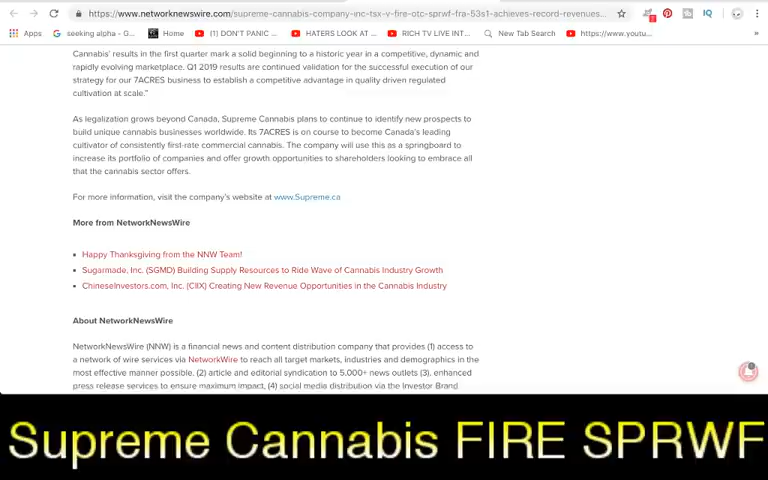 https://www.networknewswire.com/supreme-cannabis-company-inc-tsx-v-fire-otc-sprwf-fra-53s1-achieves-record-revenues...
Apps
seeking alpha - G...
Home
(1) DON'T PANIC ...
HATERS LOOK AT ...
RICH TV LIVE INT...
New Tab Search
https://www.youtu...
»
Cannabis' results in the first quarter mark a solid beginning to a historic year in a competitive, dynamic and
rapidly evolving marketplace. Q1 2019 results are continued validation for the successful execution of our
strategy for our 7ACRES business to establish a competitive advantage in quality driven regulated
cultivation at scale."
As legalization grows beyond Canada, Supreme Cannabis plans to continue to identify new prospects to
build unique cannabis businesses worldwide. Its 7ACRES is on course to become Canada's leading
cultivator of consistently first-rate commercial cannabis. The company will use this as a springboard to
increase its portfolio of companies and offer growth opportunities to shareholders looking to embrace all
that the cannabis sector offers.
For more information, visit the company's website at www.Supreme.ca
More from NetworkNewsWire
Happy Thanksgiving from the NNW Team!
Sugarmade, Inc. (SGMD) Building Supply Resources to Ride Wave of Cannabis Industry Growth
ChineseInvestors.com, Inc. (CIIX) Creating New Revenue Opportunities in the Cannabis Industry
About NetworkNewsWire
NetworkNewsWire (NNW) is a financial news and content distribution company that provides (1) access to
a network of wire services via NetworkWire to reach all target markets, industries and demographics in the
most effective manner possible, (2) article and editorial syndication to 5,000+ news outlets (3), enhanced
press release services to ensure maximum impact, (4) social media distribution via the Investor Brand
Supreme Cannabis FIRE SPRWF